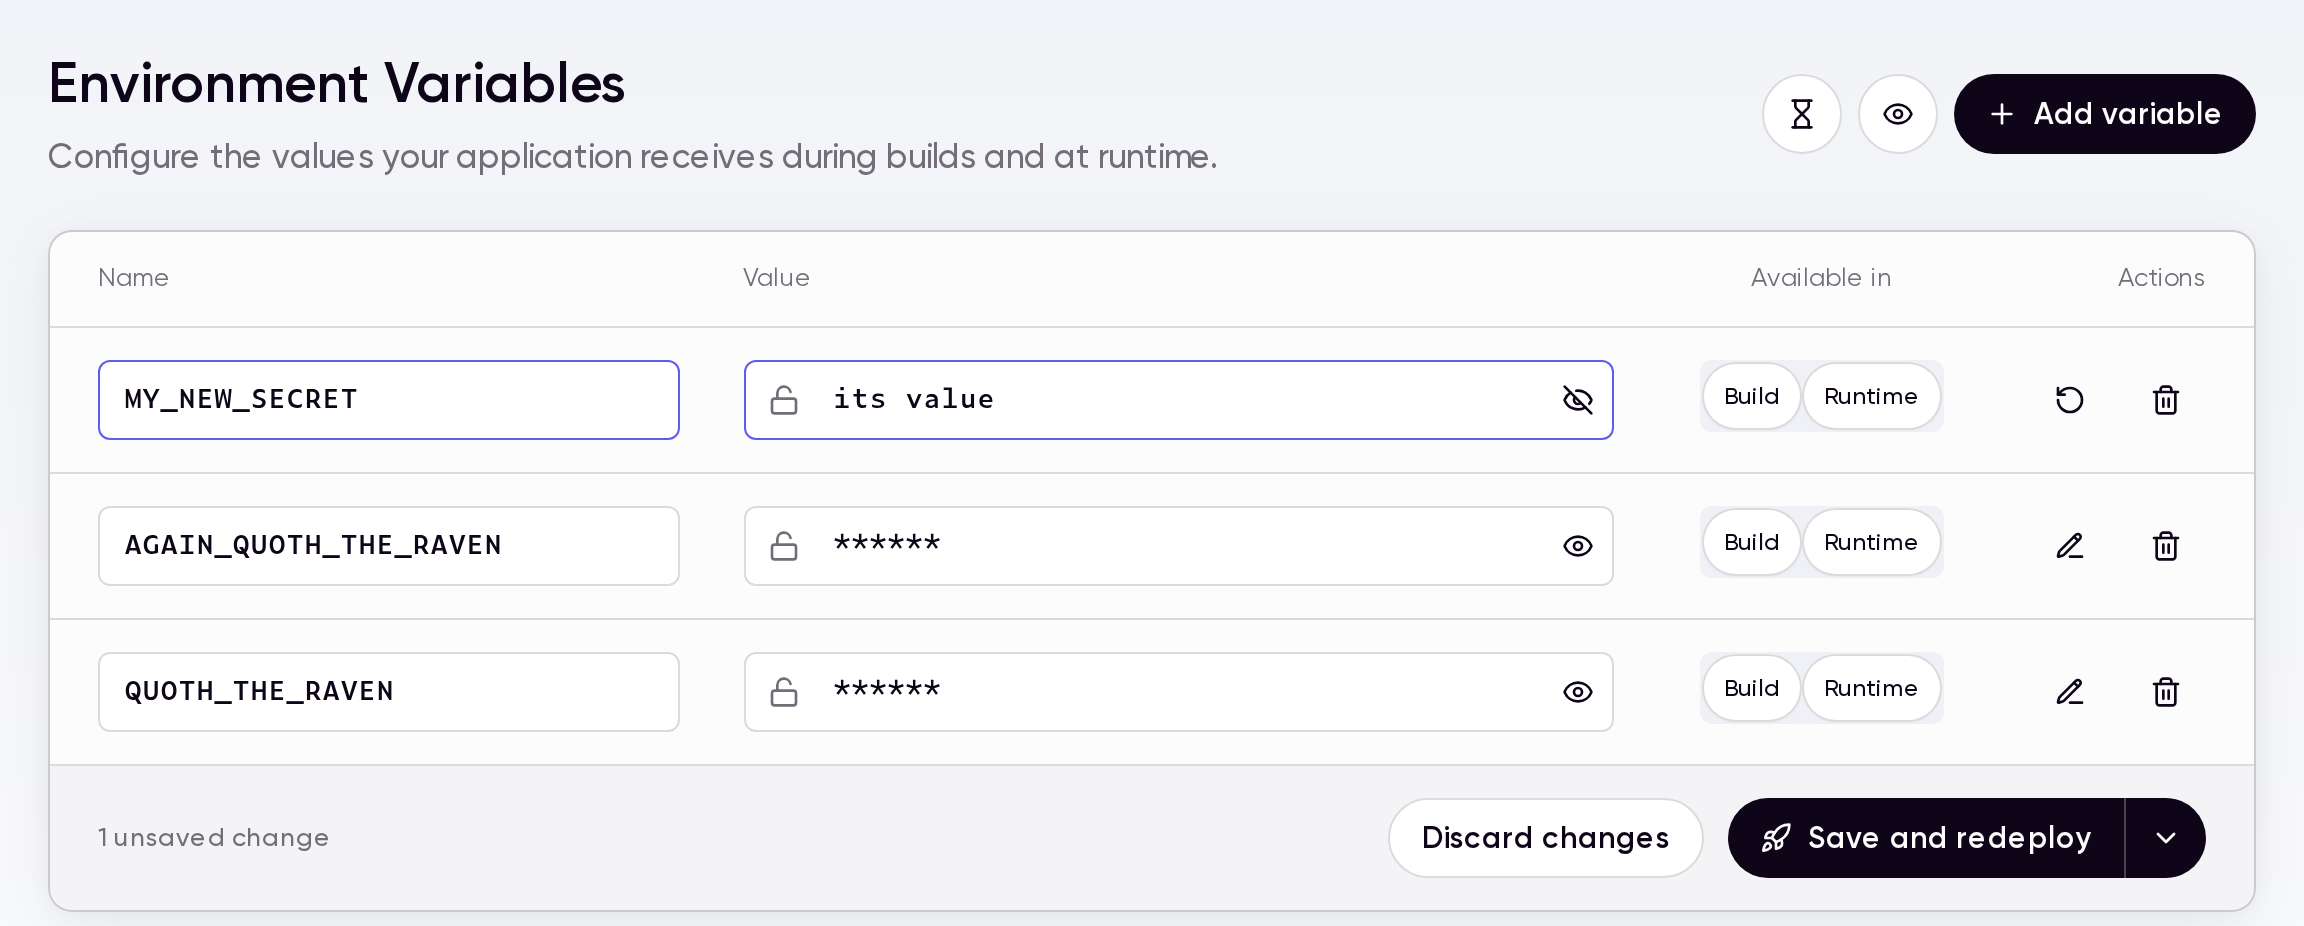 Environment Variables
Configure the values your application receives during builds and at runtime.
Add variable
Name Value Available in Actions
MY_NEW_SECRET its value Build Runtime
AGAIN_QUOTH_THE_RAVEN ****** Build Runtime
QUOTH_THE_RAVEN ****** Build Runtime
1 unsaved change Discard changes Save and redeploy